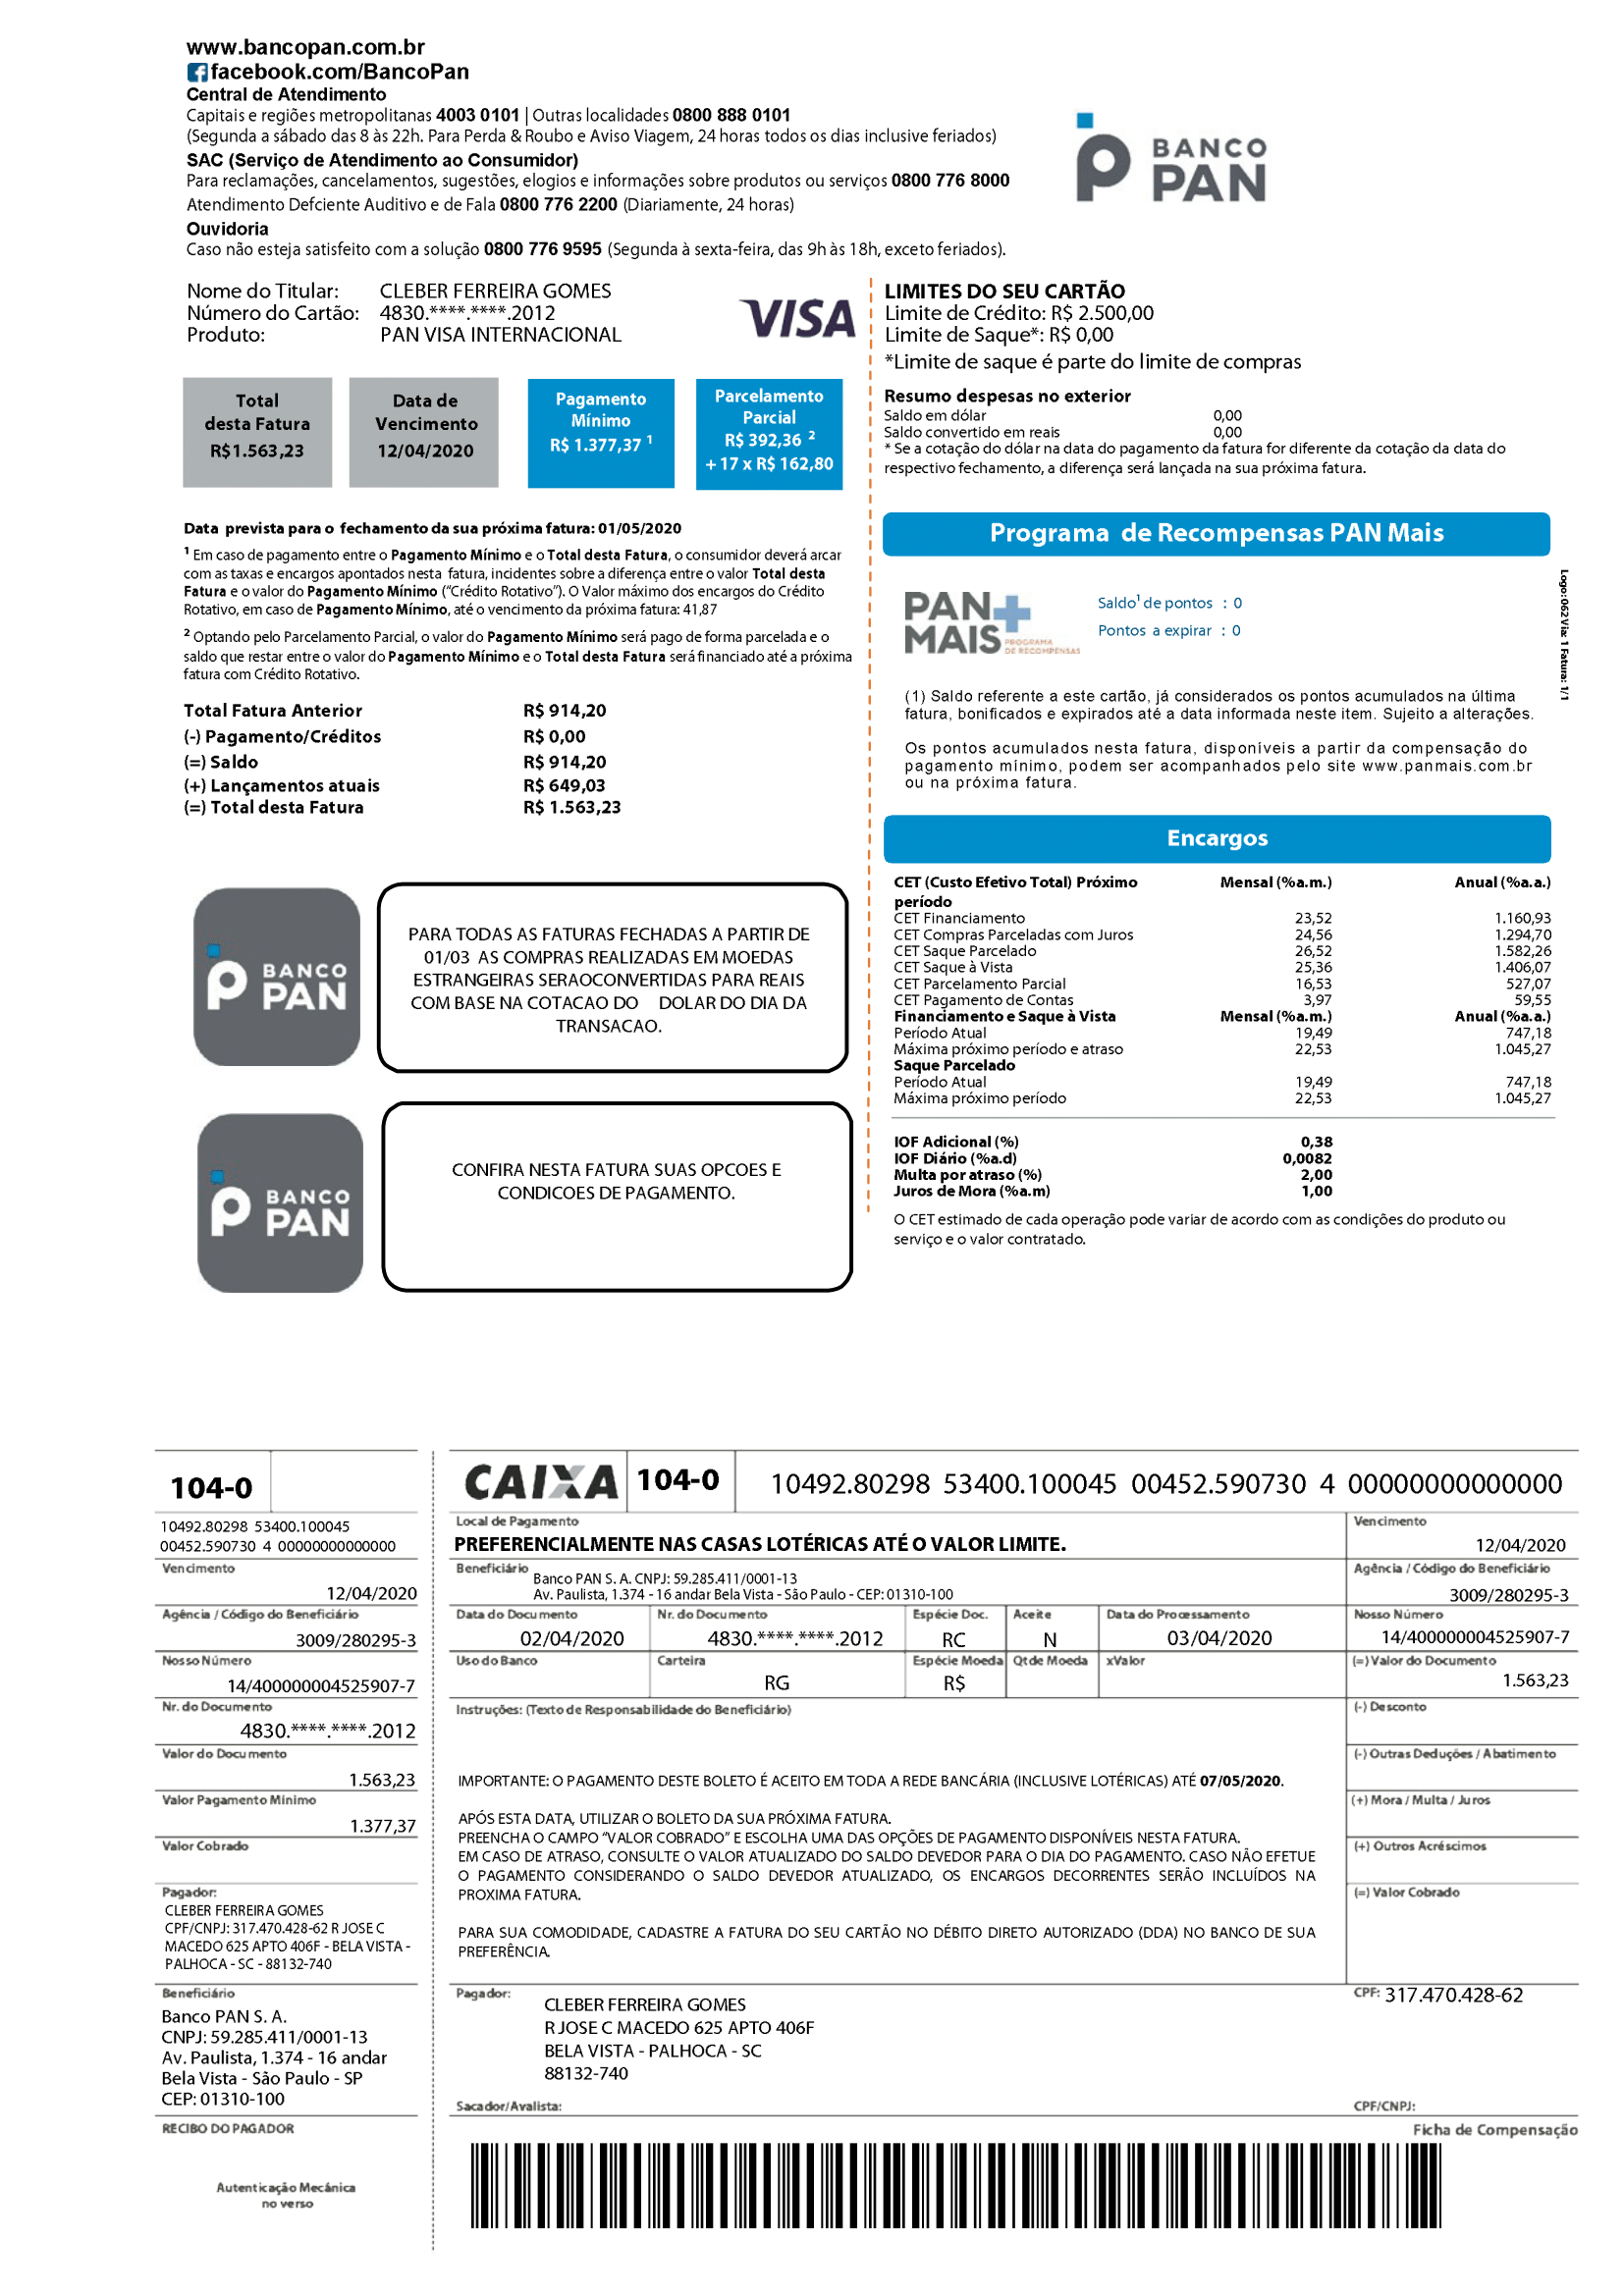 www.bancopan.com.br
facebook.com/BancoPan
Central de Atendimento
Capitais e regiões metropolitanas 4003 0101 | Outras localidades 0800 888 0101
(Segunda a sábado das 8 às 22h. Para Perda & Roubo e Aviso Viagem, 24 horas todos os dias inclusive feriados)
SAC (Serviço de Atendimento ao Consumidor)
Para reclamações, cancelamentos, sugestões, elogios e informações sobre produtos ou serviços 0800 776 8000
Atendimento Defciente Auditivo e de Fala 0800 776 2200 (Diariamente, 24 horas)
Ouvidoria
Caso não esteja satisfeito com a solução 0800 776 9595 (Segunda à sexta-feira, das 9h às 18h, exceto feriados).
BANCO
PAN
Nome do Titular: CLEBER FERREIRA GOMES
Número do Cartão: 4830.****.****.2012
Produto: PAN VISA INTERNACIONAL
VISA
Total
desta Fatura
R$1.563,23
Data de
Vencimento
12/04/2020
Pagamento
Mínimo
R$ 1.377,37 1
Parcelamento
Parcial
R$ 392,36 2
+ 17 x R$ 162,80
Data prevista para o fechamento da sua próxima fatura: 01/05/2020
1 Em caso de pagamento entre o Pagamento Mínimo e o Total desta Fatura, o consumidor deverá arcar
com as taxas e encargos apontados nesta fatura, incidentes sobre a diferença entre o valor Total desta
Fatura e o valor do Pagamento Mínimo ("Crédito Rotativo"). O Valor máximo dos encargos do Crédito
Rotativo, em caso de Pagamento Mínimo, até o vencimento da próxima fatura: 41,87
2 Optando pelo Parcelamento Parcial, o valor do Pagamento Mínimo será pago de forma parcelada e o
saldo que restar entre o valor do Pagamento Mínimo e o Total desta Fatura será financiado até a próxima
fatura com Crédito Rotativo.
Total Fatura Anterior R$ 914,20
(-) Pagamento/Créditos R$ 0,00
(=) Saldo R$ 914,20
(+) Lançamentos atuais R$ 649,03
(=) Total desta Fatura R$ 1.563,23
BANCO
PAN
PARA TODAS AS FATURAS FECHADAS A PARTIR DE
01/03 AS COMPRAS REALIZADAS EM MOEDAS
ESTRANGEIRAS SERAOCONVERTIDAS PARA REAIS
COM BASE NA COTACAO DO DOLAR DO DIA DA
TRANSACAO.
BANCO
PAN
CONFIRA NESTA FATURA SUAS OPCOES E
CONDICOES DE PAGAMENTO.
LIMITES DO SEU CARTÃO
Limite de Crédito: R$ 2.500,00
Limite de Saque*: R$ 0,00
*Limite de saque é parte do limite de compras
Resumo despesas no exterior
Saldo em dólar 0,00
Saldo convertido em reais 0,00
* Se a cotação do dólar na data do pagamento da fatura for diferente da cotação da data do
respectivo fechamento, a diferença será lançada na sua próxima fatura.
Programa de Recompensas PAN Mais
PAN+
MAIS PROGRAMA
DE RECOMPENSAS
Saldo1 de pontos : 0
Pontos a expirar : 0
(1) Saldo referente a este cartão, já considerados os pontos acumulados na última
fatura, bonificados e expirados até a data informada neste item. Sujeito a alterações.
Os pontos acumulados nesta fatura, disponíveis a partir da compensação do
pagamento mínimo, podem ser acompanhados pelo site www.panmais.com.br
ou na próxima fatura.
Logo: 062 Via: 1 Fatura: 1/1
Encargos
CET (Custo Efetivo Total) Próximo Mensal (%a.m.) Anual (%a.a.)
período
CET Financiamento 23,52 1.160,93
CET Compras Parceladas com Juros 24,56 1.294,70
CET Saque Parcelado 26,52 1.582,26
CET Saque à Vista 25,36 1.406,07
CET Parcelamento Parcial 16,53 527,07
CET Pagamento de Contas 3,97 59,55
Financiamento e Saque à Vista Mensal (%a.m.) Anual (%a.a.)
Período Atual 19,49 747,18
Máxima próximo período e atraso 22,53 1.045,27
Saque Parcelado
Período Atual 19,49 747,18
Máxima próximo período 22,53 1.045,27
IOF Adicional (%) 0,38
IOF Diário (%a.d) 0,0082
Multa por atraso (%) 2,00
Juros de Mora (%a.m) 1,00
O CET estimado de cada operação pode variar de acordo com as condições do produto ou
serviço e o valor contratado.
104-0
10492.80298 53400.100045
00452.590730 4 00000000000000
Vencimento
12/04/2020
Agência / Código do Beneficiário
3009/280295-3
Nosso Número
14/400000004525907-7
Nr. do Documento
4830.****.****.2012
Valor do Documento
1.563,23
Valor Pagamento Mínimo
1.377,37
Valor Cobrado
Pagador:
CLEBER FERREIRA GOMES
CPF/CNPJ: 317.470.428-62 R JOSE C
MACEDO 625 APTO 406F - BELA VISTA -
PALHOCA - SC - 88132-740
Beneficiário
Banco PAN S. A.
CNPJ: 59.285.411/0001-13
Av. Paulista, 1.374 - 16 andar
Bela Vista - São Paulo - SP
CEP: 01310-100
RECIBO DO PAGADOR
Autenticação Mecânica
no verso
CAIXA 104-0 10492.80298 53400.100045 00452.590730 4 00000000000000
Local de Pagamento Vencimento
PREFERENCIALMENTE NAS CASAS LOTÉRICAS ATÉ O VALOR LIMITE. 12/04/2020
Beneficiário Agência / Código do Beneficiário
Banco PAN S. A. CNPJ: 59.285.411/0001-13
Av. Paulista, 1.374 - 16 andar Bela Vista - São Paulo - CEP: 01310-100 3009/280295-3
Data do Documento Nr. do Documento Espécie Doc. Aceite Data do Processamento Nosso Número
02/04/2020 4830.****.****.2012 RC N 03/04/2020 14/400000004525907-7
Uso do Banco Carteira Espécie Moeda Qtde Moeda xValor (=) Valor do Documento
RG R$ 1.563,23
Instruções: (Texto de Responsabilidade do Beneficiário) (-) Desconto
(-) Outras Deduções / Abatimento
IMPORTANTE: O PAGAMENTO DESTE BOLETO É ACEITO EM TODA A REDE BANCÁRIA (INCLUSIVE LOTÉRICAS) ATÉ 07/05/2020.
(+) Mora / Multa / Juros
APÓS ESTA DATA, UTILIZAR O BOLETO DA SUA PRÓXIMA FATURA.
PREENCHA O CAMPO "VALOR COBRADO" E ESCOLHA UMA DAS OPÇÕES DE PAGAMENTO DISPONÍVEIS NESTA FATURA.
(+) Outros Acréscimos
EM CASO DE ATRASO, CONSULTE O VALOR ATUALIZADO DO SALDO DEVEDOR PARA O DIA DO PAGAMENTO. CASO NÃO EFETUE
O PAGAMENTO CONSIDERANDO O SALDO DEVEDOR ATUALIZADO, OS ENCARGOS DECORRENTES SERÃO INCLUÍDOS NA
PROXIMA FATURA.
(=) Valor Cobrado
PARA SUA COMODIDADE, CADASTRE A FATURA DO SEU CARTÃO NO DÉBITO DIRETO AUTORIZADO (DDA) NO BANCO DE SUA
PREFERÊNCIA.
Pagador: CPF: 317.470.428-62
CLEBER FERREIRA GOMES
R JOSE C MACEDO 625 APTO 406F
BELA VISTA - PALHOCA - SC
88132-740
Sacador/Avalista: CPF/CNPJ:
Ficha de Compensação